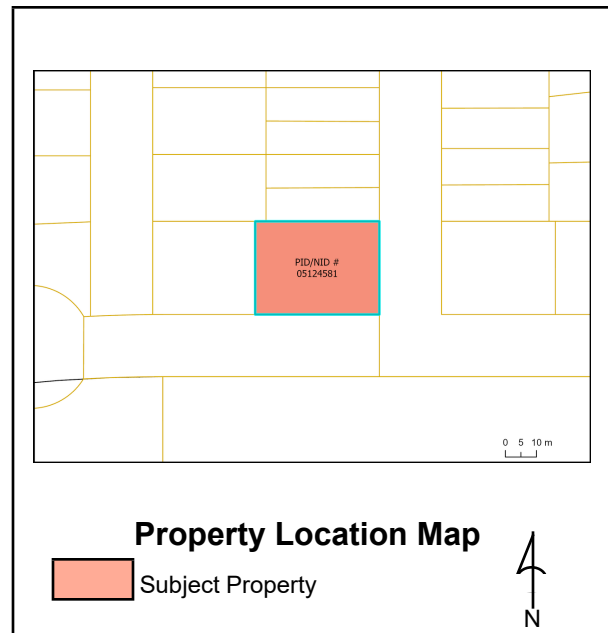 PID/NID #
05124581
0 5 10 m
Property Location Map
Subject Property
N